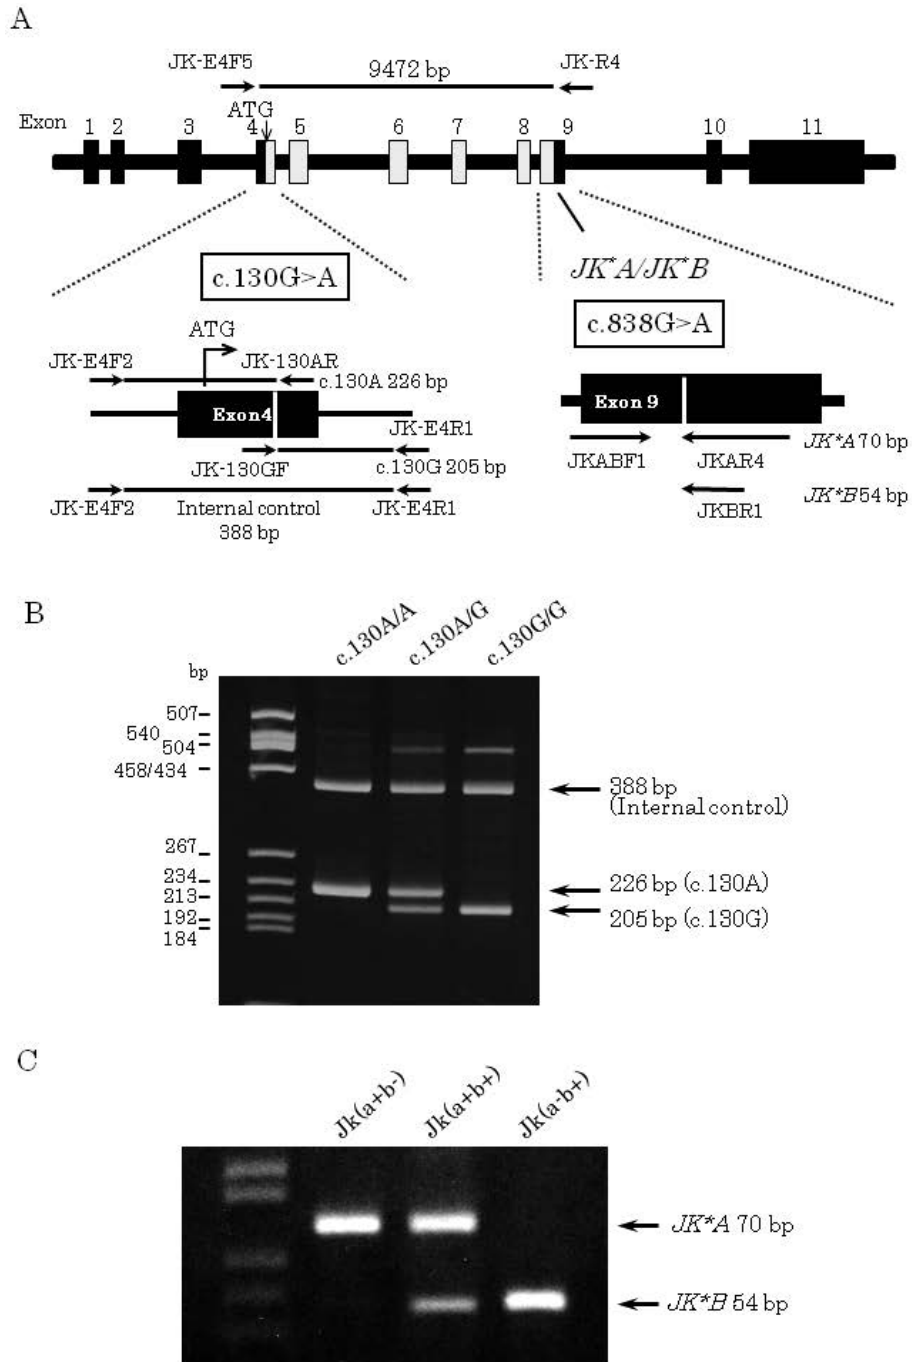 A
JK-E4F5
9472 bp
JK-R4
ATG
Exon 1 2 3 4 5 6 7 8 9 10 11
c.130G>A
JK*A/JK*B
c.838G>A
ATG
JK-E4F2
JK-130AR
c.130A 226 bp
Exon4
JK-E4R1
JK-130GF
c.130G 205 bp
JK-E4F2
Internal control
388 bp
JK-E4R1
Exon 9
JKABF1
JKAR4
JK*A 70 bp
JKBR1
JK*B 54 bp
B
c.130A/A
c.130A/G
c.130G/G
bp
507
540
504
458/434
267
234
213
192
184
388 bp
(Internal control)
226 bp (c.130A)
205 bp (c.130G)
C
Jk(a+b-)
Jk(a+b+)
Jk(a-b+)
JK*A 70 bp
JK*B 54 bp